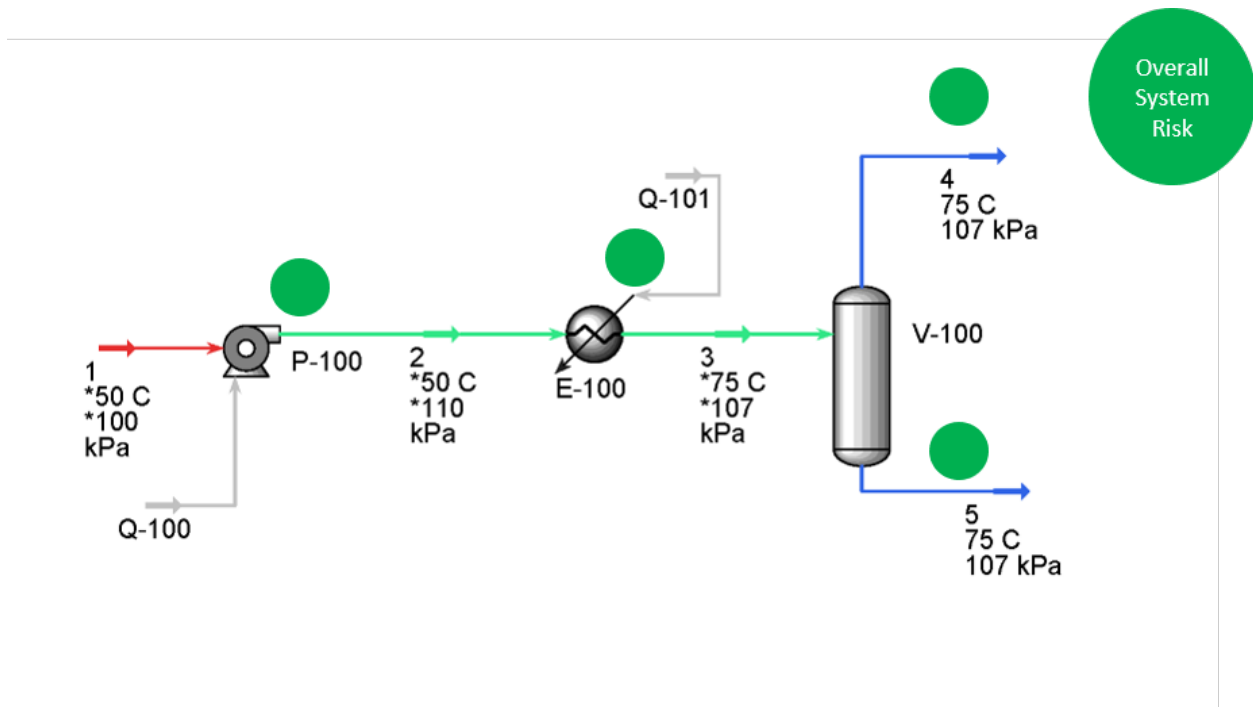 Overall
System
Risk
4
75 C
107 kPa
Q-101
V-100
P-100
1
*50 C
*100
kPa
2
*50 C
*110
kPa
E-100
3
*75 C
*107
kPa
Q-100
5
75 C
107 kPa